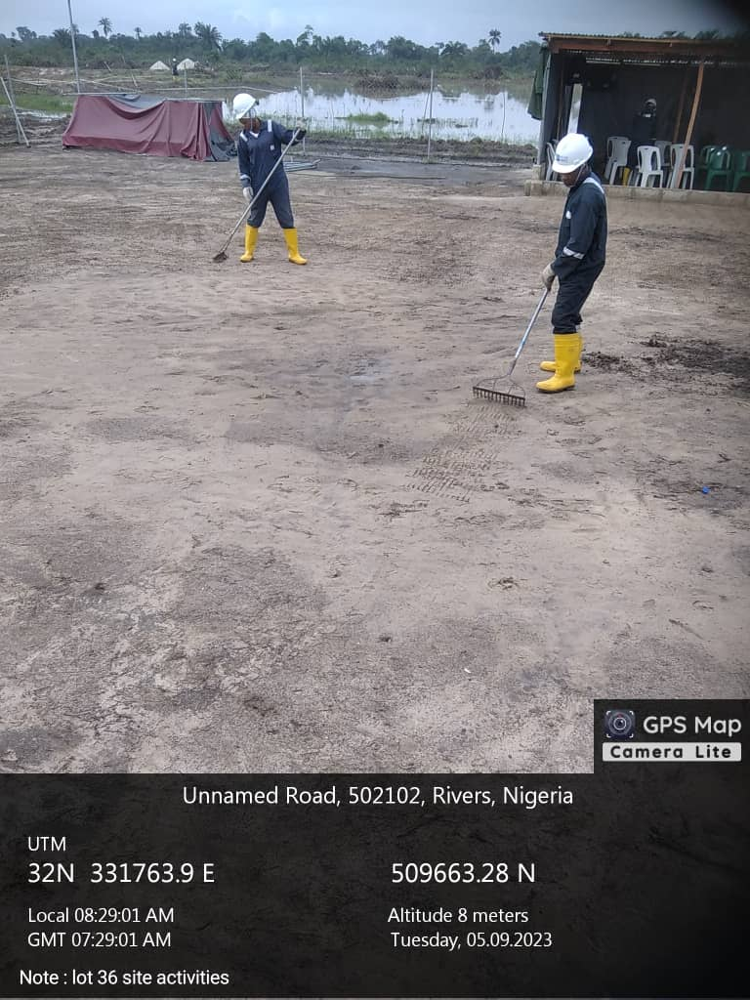 GPS Map
Camera Lite
Unnamed Road, 502102, Rivers, Nigeria
UTM
32N 331763.9 E 509663.28 N
Local 08:29:01 AM Altitude 8 meters
GMT 07:29:01 AM Tuesday, 05.09.2023
Note : lot 36 site activities